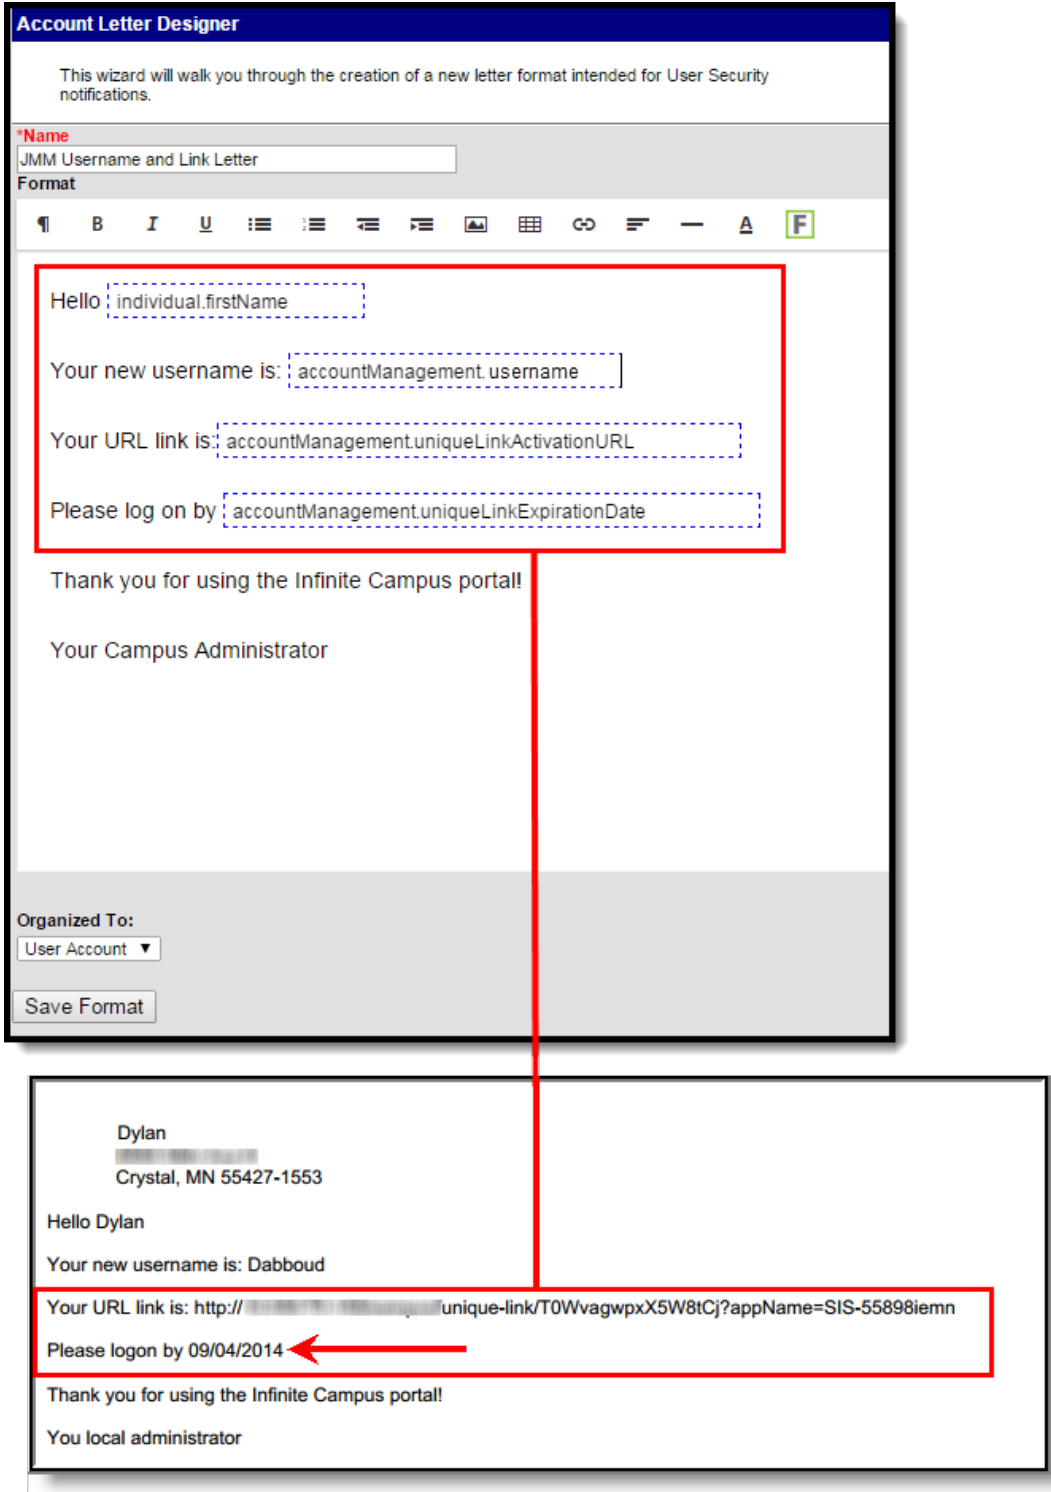 Account Letter Designer
This wizard will walk you through the creation of a new letter format intended for User Security
notifications.
*Name
JMM Username and Link Letter
Format
¶ B I U A F
Hello individual.firstName
Your new username is: accountManagement.username
Your URL link is: accountManagement.uniqueLinkActivationURL
Please log on by accountManagement.uniqueLinkExpirationDate
Thank you for using the Infinite Campus portal!
Your Campus Administrator
Organized To:
User Account ▼
Save Format
Dylan
Crystal, MN 55427-1553
Hello Dylan
Your new username is: Dabboud
Your URL link is: http:// unique-link/T0WvagwpxX5W8tCj?appName=SIS-55898iemn
Please logon by 09/04/2014
Thank you for using the Infinite Campus portal!
You local administrator